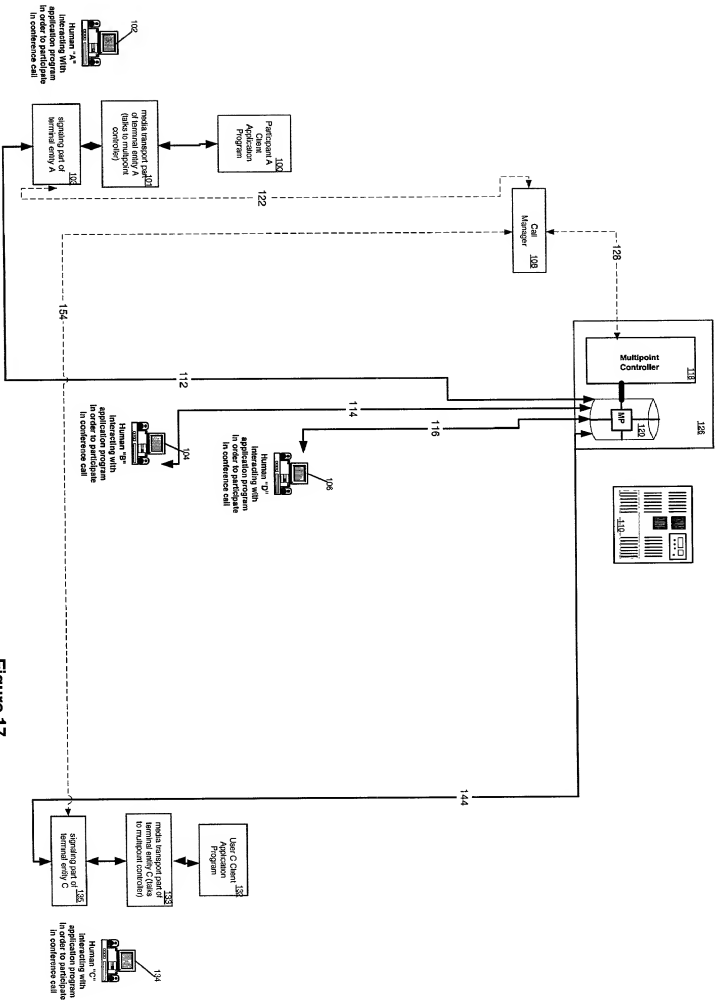 102
Human "A"
Interacting With
application program
in order to participate
in conference call
Participant A
Client
Application
Program
100
media transport part
of terminal entity A
(talks to multipoint
controller)
101
signaling part of
terminal entity A
103
122
Call
Manager
108
128
154
Multipoint
Controller
118
MP
120
126
110
112
114
116
104
Human "B"
Interacting with
application program
in order to participate
in conference call
106
Human "D"
interacting with
application program
in order to participate
in conference call
144
User C Client
Application
Program
132
media transport part of
terminal entity C (talks
to multipoint controller)
133
signaling part of
terminal entity C
135
134
Human "C"
Interacting with
application program
in order to participate
in conference call
Figure 17